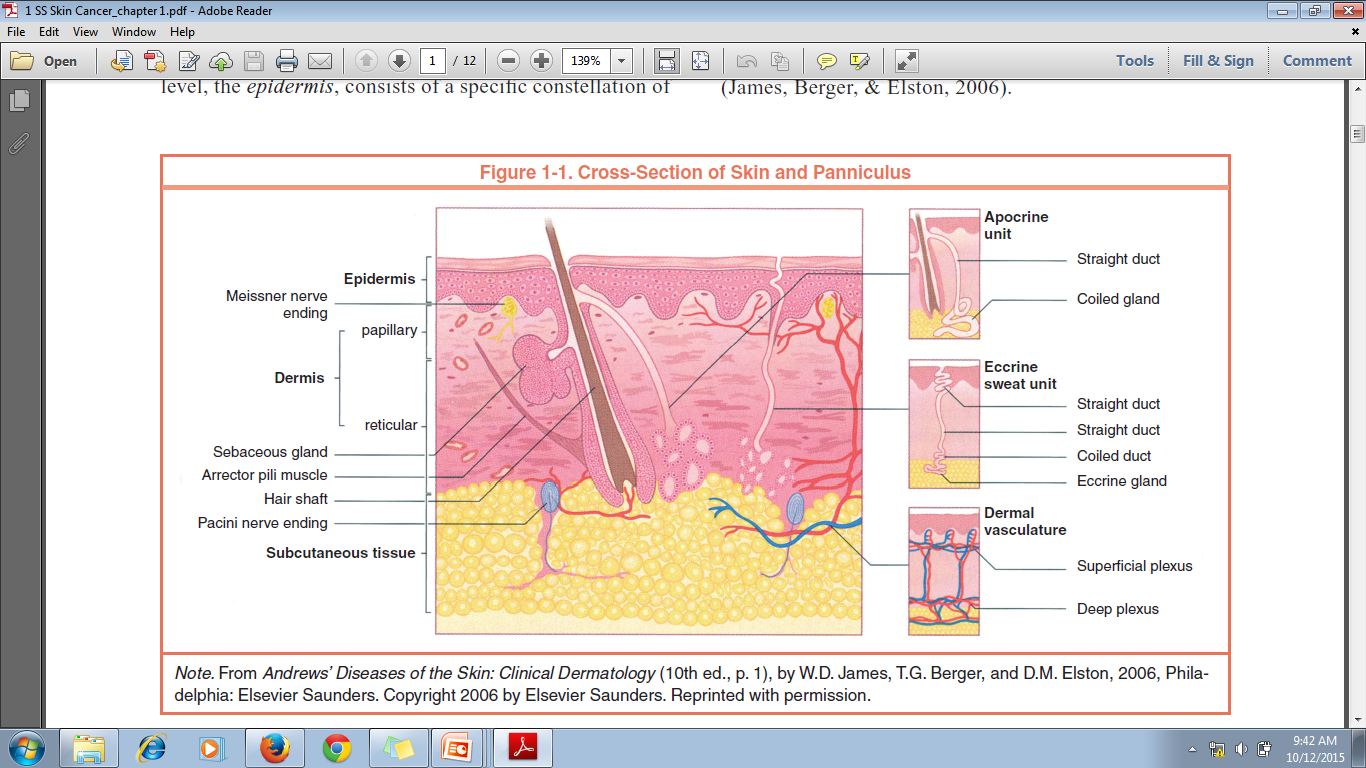 1 SS Skin Cancer_chapter 1.pdf - Adobe Reader
File Edit View Window Help
Open 1 / 12 139% Tools Fill & Sign Comment
level, the epidermis, consists of a specific constellation of
(James, Berger, & Elston, 2006).
Figure 1-1. Cross-Section of Skin and Panniculus
Epidermis
Meissner nerve
ending
papillary
Dermis
reticular
Sebaceous gland
Arrector pili muscle
Hair shaft
Pacini nerve ending
Subcutaneous tissue
Apocrine
unit
Straight duct
Coiled gland
Eccrine
sweat unit
Straight duct
Straight duct
Coiled duct
Eccrine gland
Dermal
vasculature
Superficial plexus
Deep plexus
Note. From Andrews' Diseases of the Skin: Clinical Dermatology (10th ed., p. 1), by W.D. James, T.G. Berger, and D.M. Elston, 2006, Phila-
delphia: Elsevier Saunders. Copyright 2006 by Elsevier Saunders. Reprinted with permission.
9:42 AM
10/12/2015